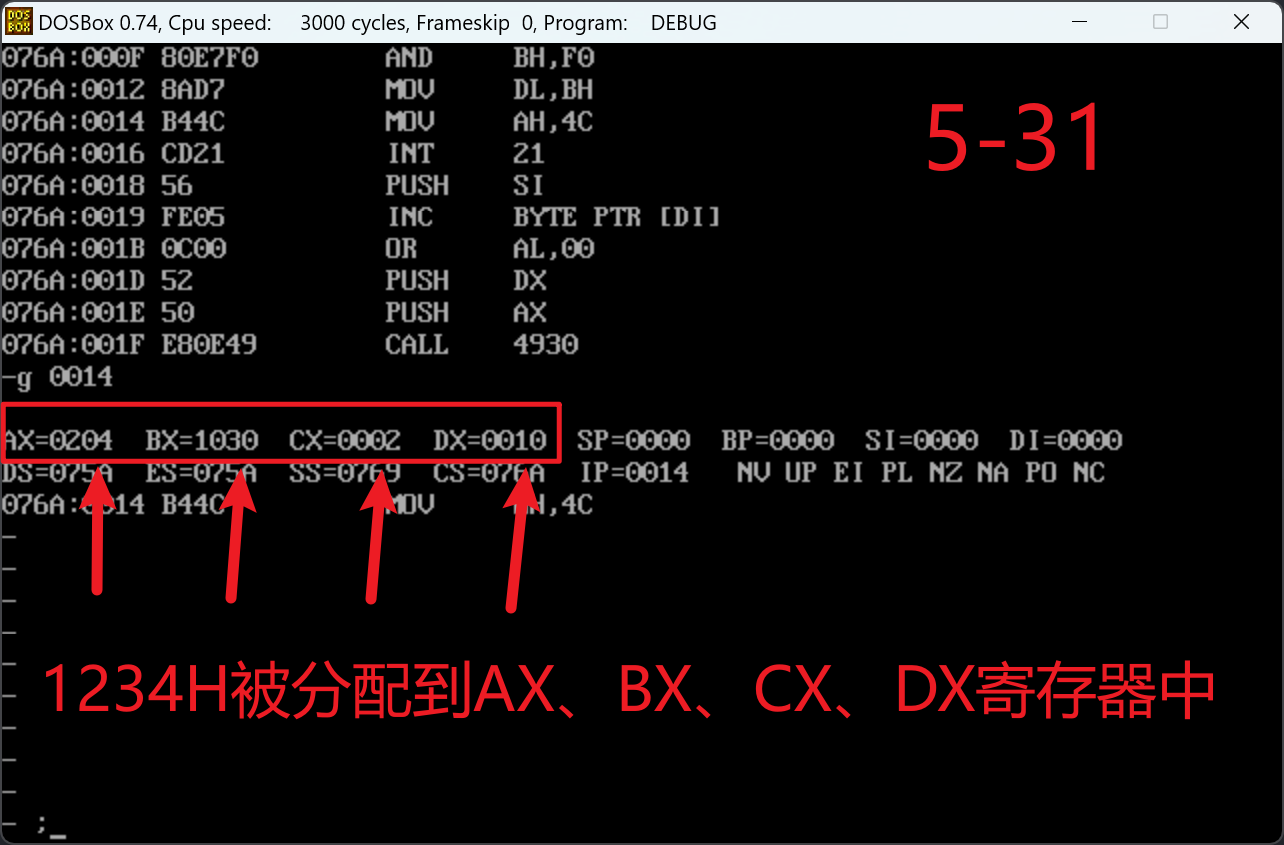 DOSBox 0.74, Cpu speed: 3000 cycles, Frameskip 0, Program: DEBUG
076A:000F 80E7F0 AND BH,F0
076A:0012 8AD7 MOV DL,BH
076A:0014 B44C MOV AH,4C
076A:0016 CD21 INT 21
076A:0018 56 PUSH SI
076A:0019 FE05 INC BYTE PTR [DI]
076A:001B 0C00 OR AL,00
076A:001D 52 PUSH DX
076A:001E 50 PUSH AX
076A:001F E80E49 CALL 4930
5-31
-g 0014
AX=0204 BX=1030 CX=0002 DX=0010 SP=0000 BP=0000 SI=0000 DI=0000
DS=075A ES=075A SS=0769 CS=076A IP=0014 NV UP EI PL NZ NA PO NC
076A:0014 B44C MOV AH,4C
-
-
-
-
-
-
-
-
-
- ;_
1234H被分配到AX、BX、CX、DX寄存器中